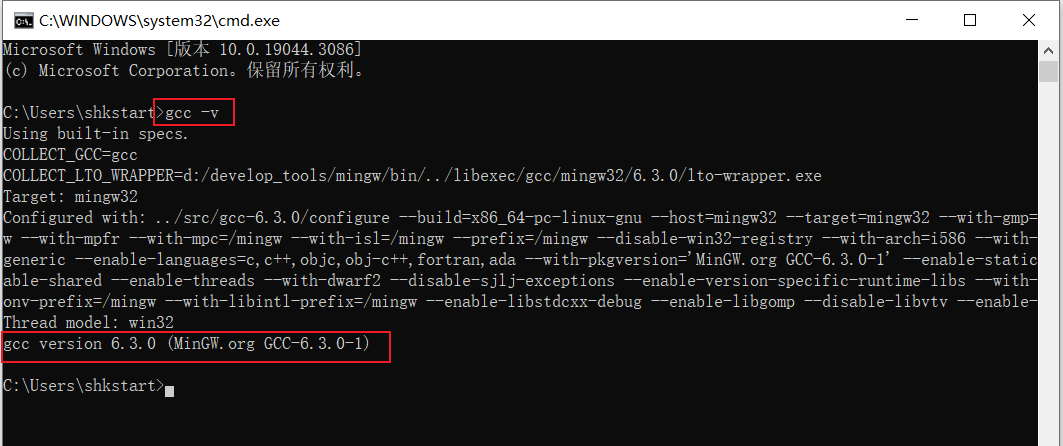 C:\WINDOWS\system32\cmd.exe
Microsoft Windows [版本 10.0.19044.3086]
(c) Microsoft Corporation。保留所有权利。
C:\Users\shkstart>gcc -v
Using built-in specs.
COLLECT_GCC=gcc
COLLECT_LTO_WRAPPER=d:/develop_tools/mingw/bin/../libexec/gcc/mingw32/6.3.0/lto-wrapper.exe
Target: mingw32
Configured with: ../src/gcc-6.3.0/configure --build=x86_64-pc-linux-gnu --host=mingw32 --target=mingw32 --with-gmp=
w --with-mpfr --with-mpc=/mingw --with-isl=/mingw --prefix=/mingw --disable-win32-registry --with-arch=i586 --with-
generic --enable-languages=c,c++,objc,obj-c++,fortran,ada --with-pkgversion='MinGW.org GCC-6.3.0-1' --enable-static
able-shared --enable-threads --with-dwarf2 --disable-sjlj-exceptions --enable-version-specific-runtime-libs --with-
onv-prefix=/mingw --with-libintl-prefix=/mingw --enable-libstdcxx-debug --enable-libgomp --disable-libvtv --enable-
Thread model: win32
gcc version 6.3.0 (MinGW.org GCC-6.3.0-1)
C:\Users\shkstart>